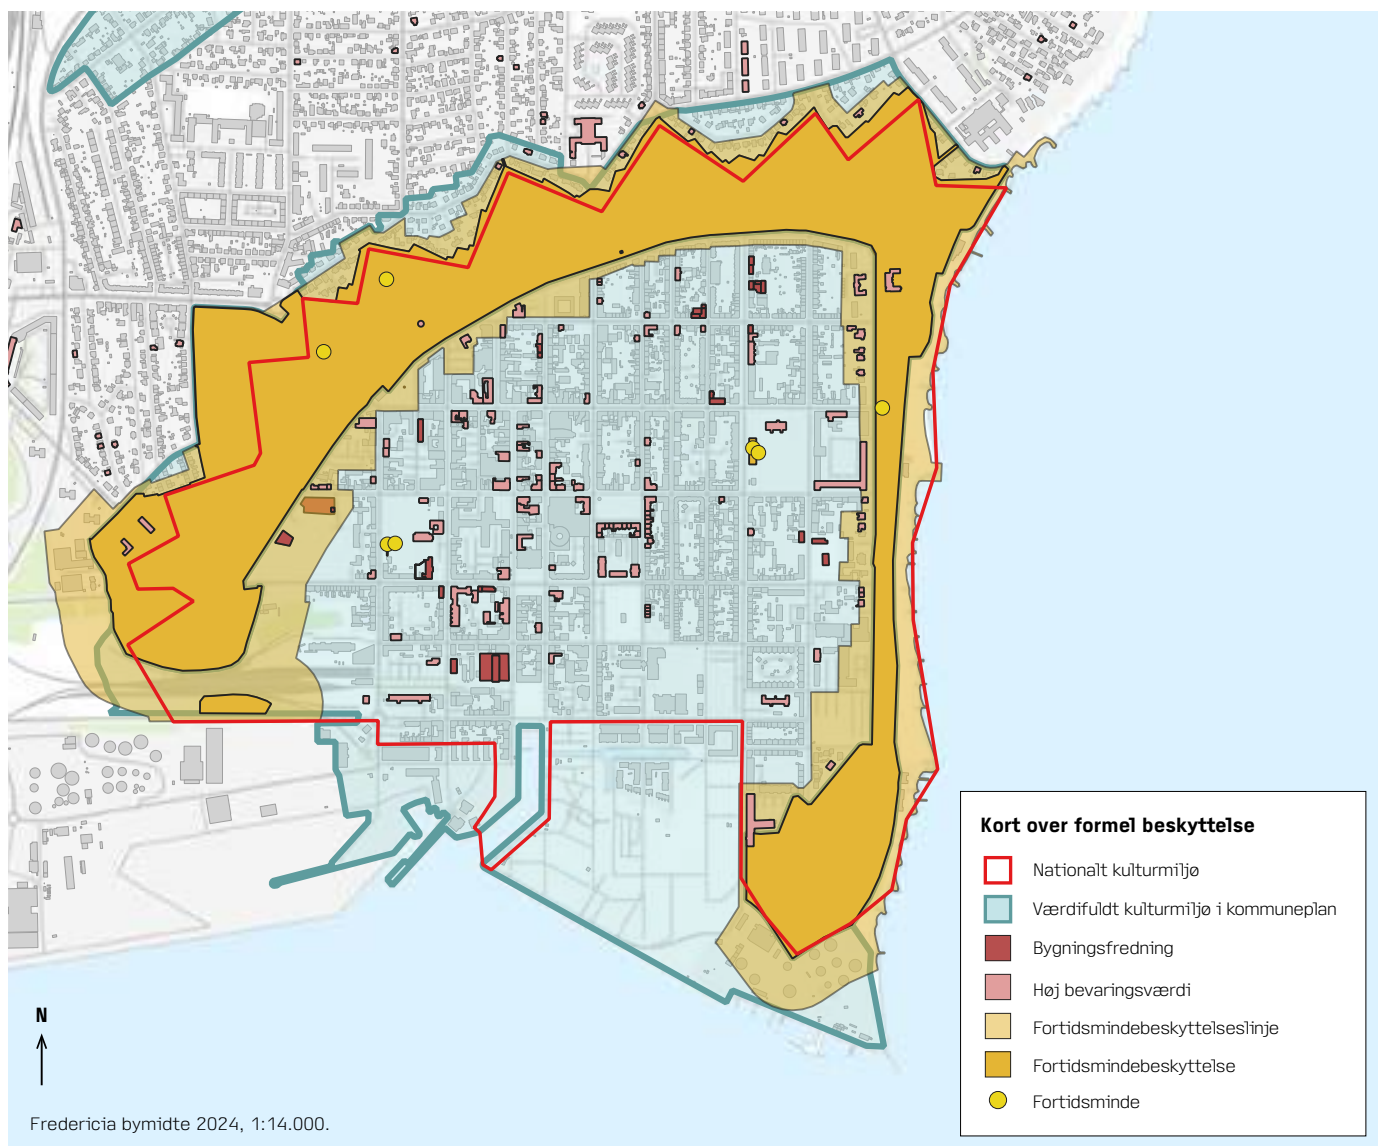 Kort over formel beskyttelse
Nationalt kulturmiljø
Værdifuldt kulturmiljø i kommuneplan
Bygningsfredning
Høj bevaringsværdi
Fortidsmindebeskyttelseslinje
Fortidsmindebeskyttelse
Fortidsminde
N
Fredericia bymidte 2024, 1:14.000.